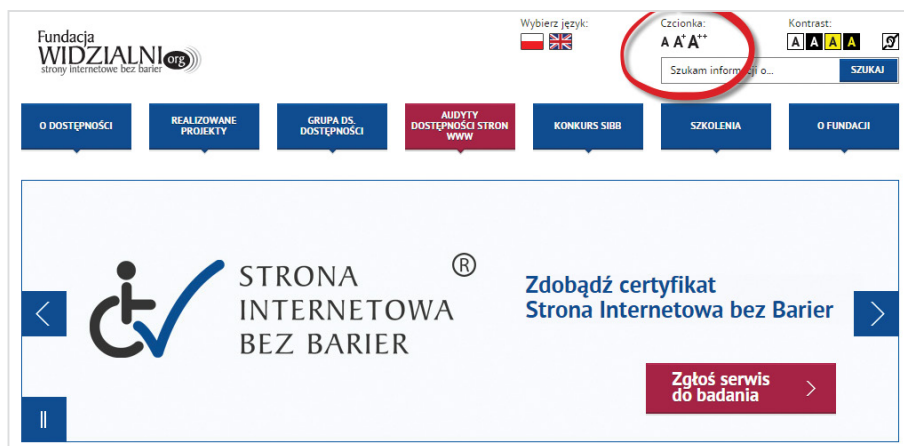 Fundacja
WIDZIALNI org
strony internetowe bez barier
Wybierz język:
Czcionka:
A A+ A++
Kontrast:
A A A A
Szukam informacji o...
SZUKAJ
O DOSTĘPNOŚCI
REALIZOWANE
PROJEKTY
GRUPA DS.
DOSTĘPNOŚCI
AUDYTY
DOSTĘPNOŚCI STRON
WWW
KONKURS SIBB
SZKOLENIA
O FUNDACJI
STRONA ®
INTERNETOWA
BEZ BARIER
Zdobądź certyfikat
Strona Internetowa bez Barier
Zgłoś serwis
do badania